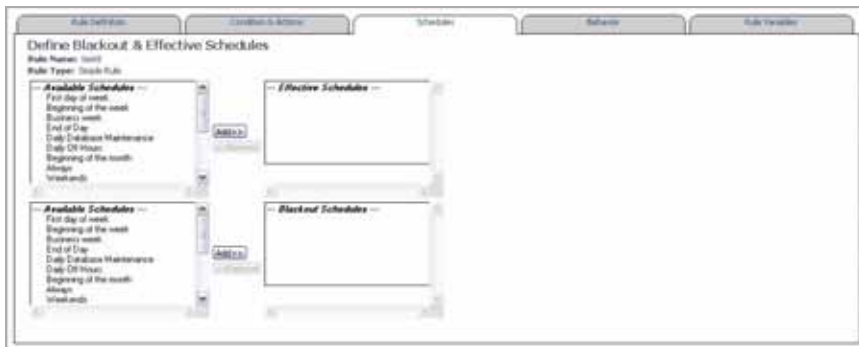 Rule Definition
Condition & Actions
Schedules
Behavior
Rule Variables
Define Blackout & Effective Schedules
Rule Name:
Rule Type: Simple Rule
--- Available Schedules ---
First day of week
Beginning of the week
Business week
End of Day
Daily Database Maintenance
Daily Off Hours
Beginning of the month
Always
Weekends
Add>>
--- Effective Schedules ---
--- Available Schedules ---
First day of week
Beginning of the week
Business week
End of Day
Daily Database Maintenance
Daily Off Hours
Beginning of the month
Always
Weekends
Add>>
--- Blackout Schedules ---